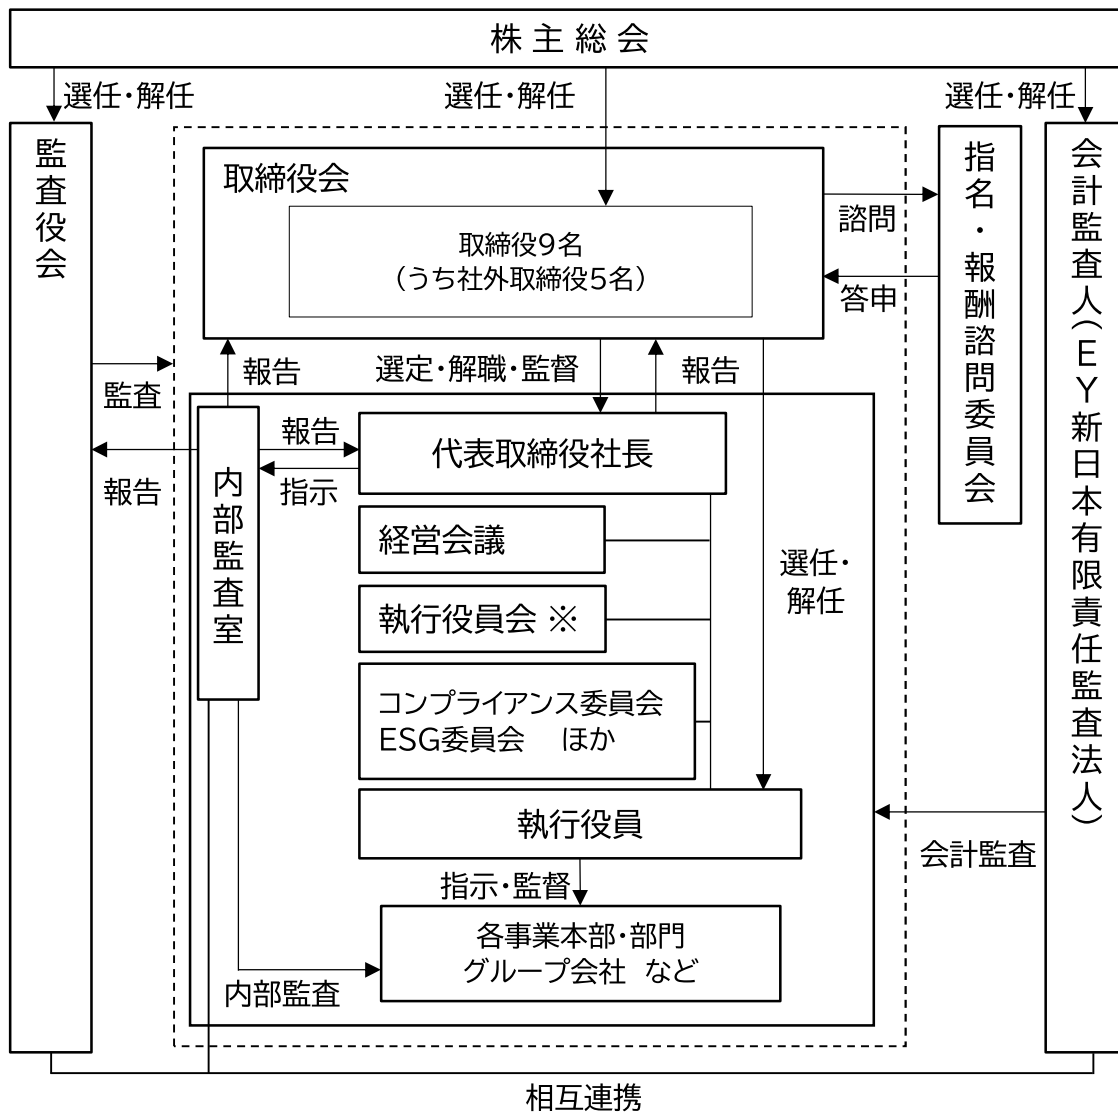 株主総会
選任・解任
選任・解任
選任・解任
監査役会
取締役会
取締役9名
（うち社外取締役5名）
諮問
答申
指名・報酬諮問委員会
会計監査人（EY新日本有限責任監査法人）
監査
報告
報告
選定・解職・監督
報告
内部監査室
報告
指示
代表取締役社長
経営会議
執行役員会 ※
コンプライアンス委員会
ESG委員会　ほか
選任・
解任
執行役員
会計監査
指示・監督
各事業本部・部門
グループ会社　など
内部監査
相互連携